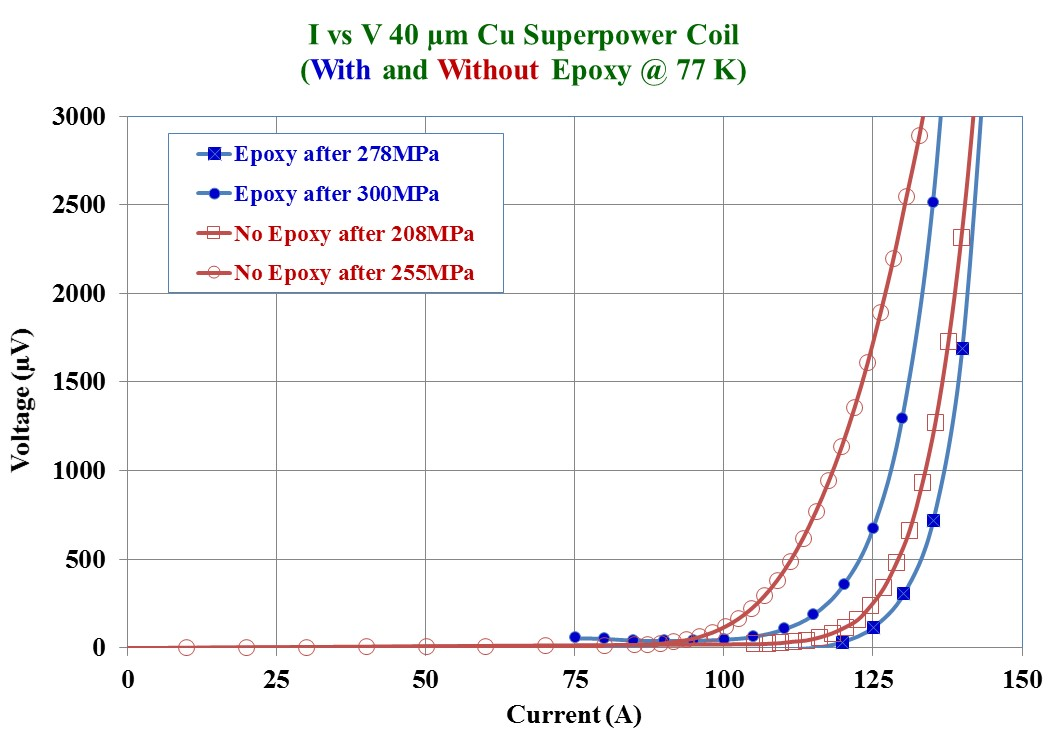 I vs V 40 µm Cu Superpower Coil
(With and Without Epoxy @ 77 K)
3000
2500
2000
1500
1000
500
0
Voltage (µV)
Epoxy after 278MPa
Epoxy after 300MPa
No Epoxy after 208MPa
No Epoxy after 255MPa
0 25 50 75 100 125 150
Current (A)